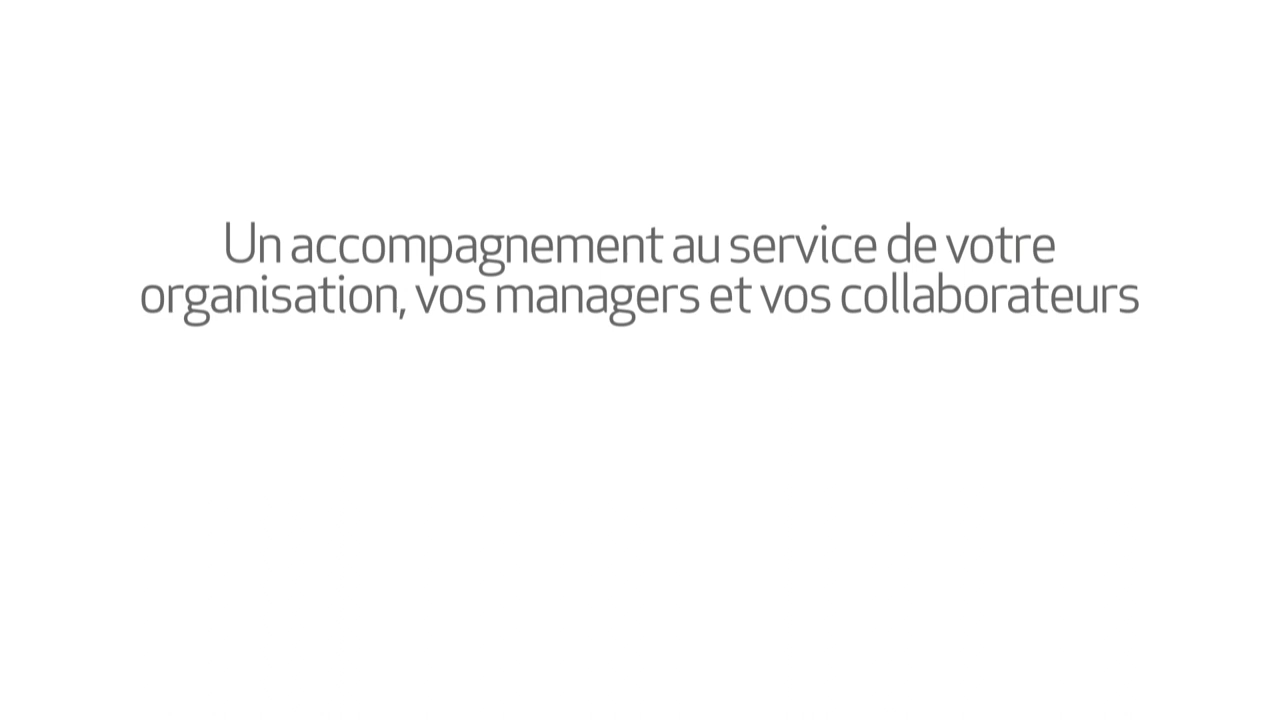 Un accompagnement au service de votre
organisation, vos managers et vos collaborateurs